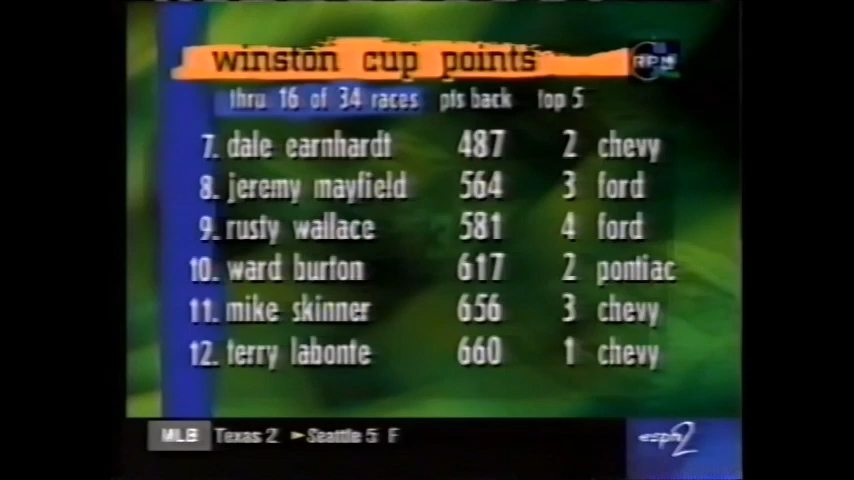 winston cup points RPM 2
thru 16 of 34 races pts back top 5
7. dale earnhardt 487 2 chevy
8. jeremy mayfield 564 3 ford
9. rusty wallace 581 4 ford
10. ward burton 617 2 pontiac
11. mike skinner 656 3 chevy
12. terry labonte 660 1 chevy
MLB Texas 2 ►Seattle 5 F espn2